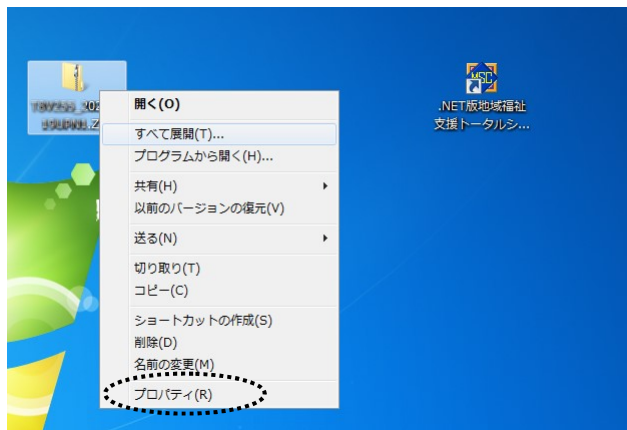 開く(O)
すべて展開(T)...
プログラムから開く(H)...
共有(H)
以前のバージョンの復元(V)
送る(N)
切り取り(T)
コピー(C)
ショートカットの作成(S)
削除(D)
名前の変更(M)
プロパティ(R)
MSC
.NET版地域福祉
支援トータルシ...